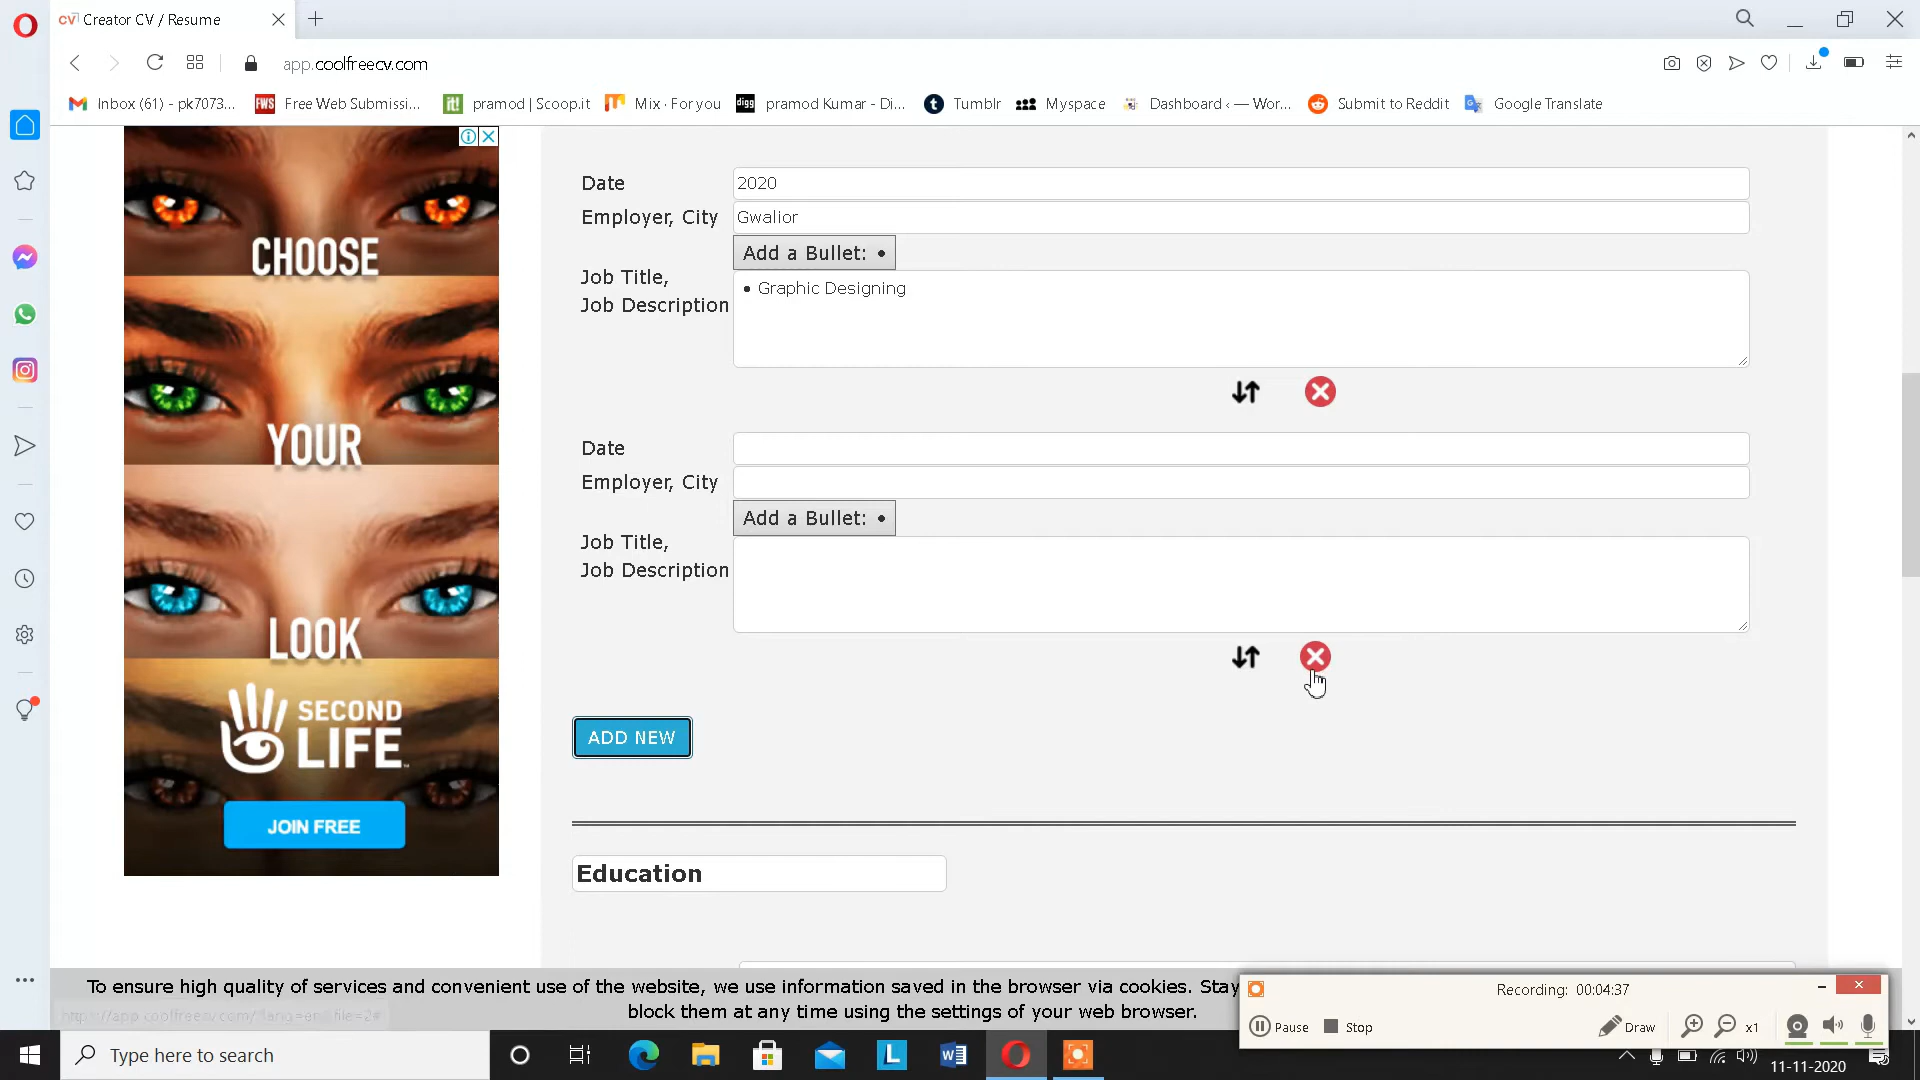 CV Creator CV / Resume
app.coolfreecv.com
Inbox (61) - pk7073...
FWS Free Web Submissi...
it! pramod | Scoop.it
Mix · For you
digg pramod Kumar - Di...
t Tumblr
Myspace
Dashboard ‹ — Wor...
Submit to Reddit
Google Translate
CHOOSE
YOUR
LOOK
SECOND
LIFE
JOIN FREE
Date
2020
Employer, City
Gwalior
Add a Bullet: •
Job Title,
Job Description
• Graphic Designing
Date
Employer, City
Add a Bullet: •
Job Title,
Job Description
ADD NEW
Education
To ensure high quality of services and convenient use of the website, we use information saved in the browser via cookies. Stay
block them at any time using the settings of your web browser.
Recording: 00:04:37
Pause
Stop
Draw
x1
Type here to search
L
W
11-11-2020